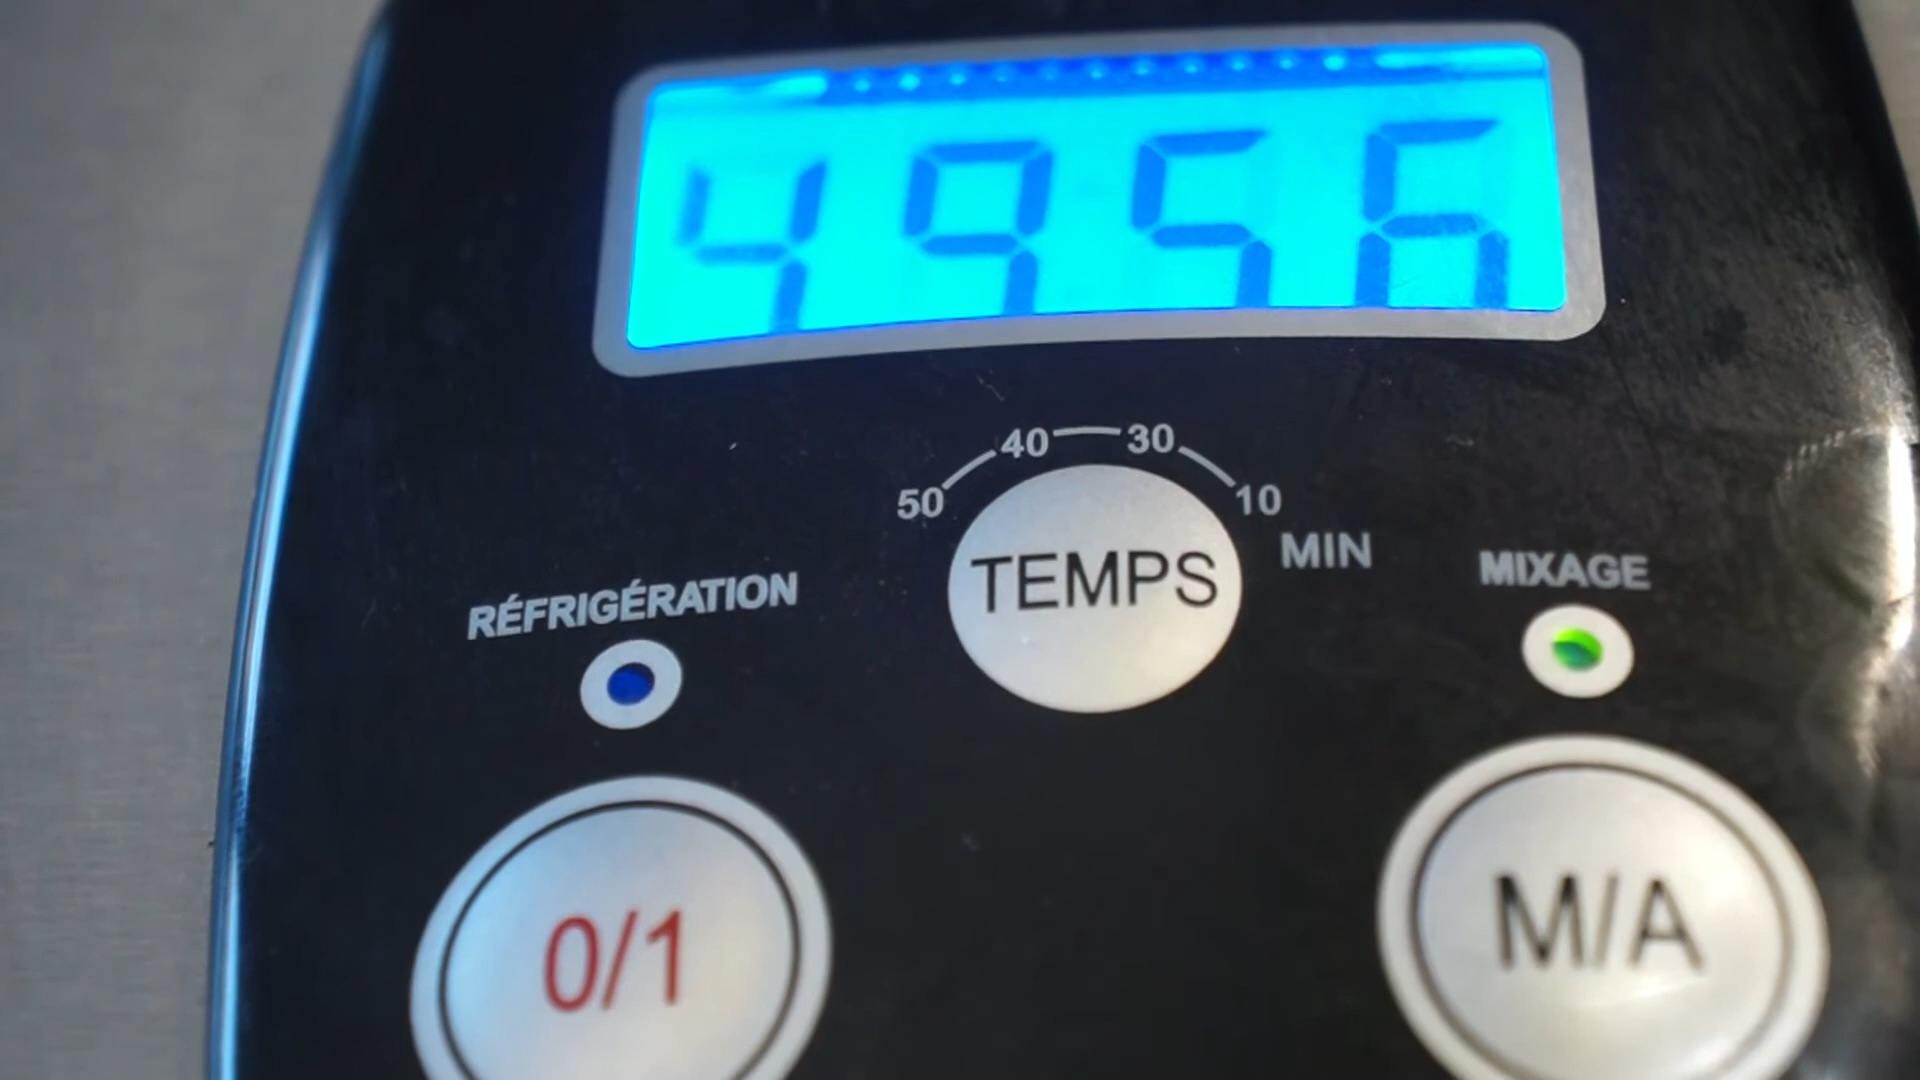 4956
40 30
50 10
TEMPS MIN
MIXAGE
RÉFRIGÉRATION
0/1
M/A